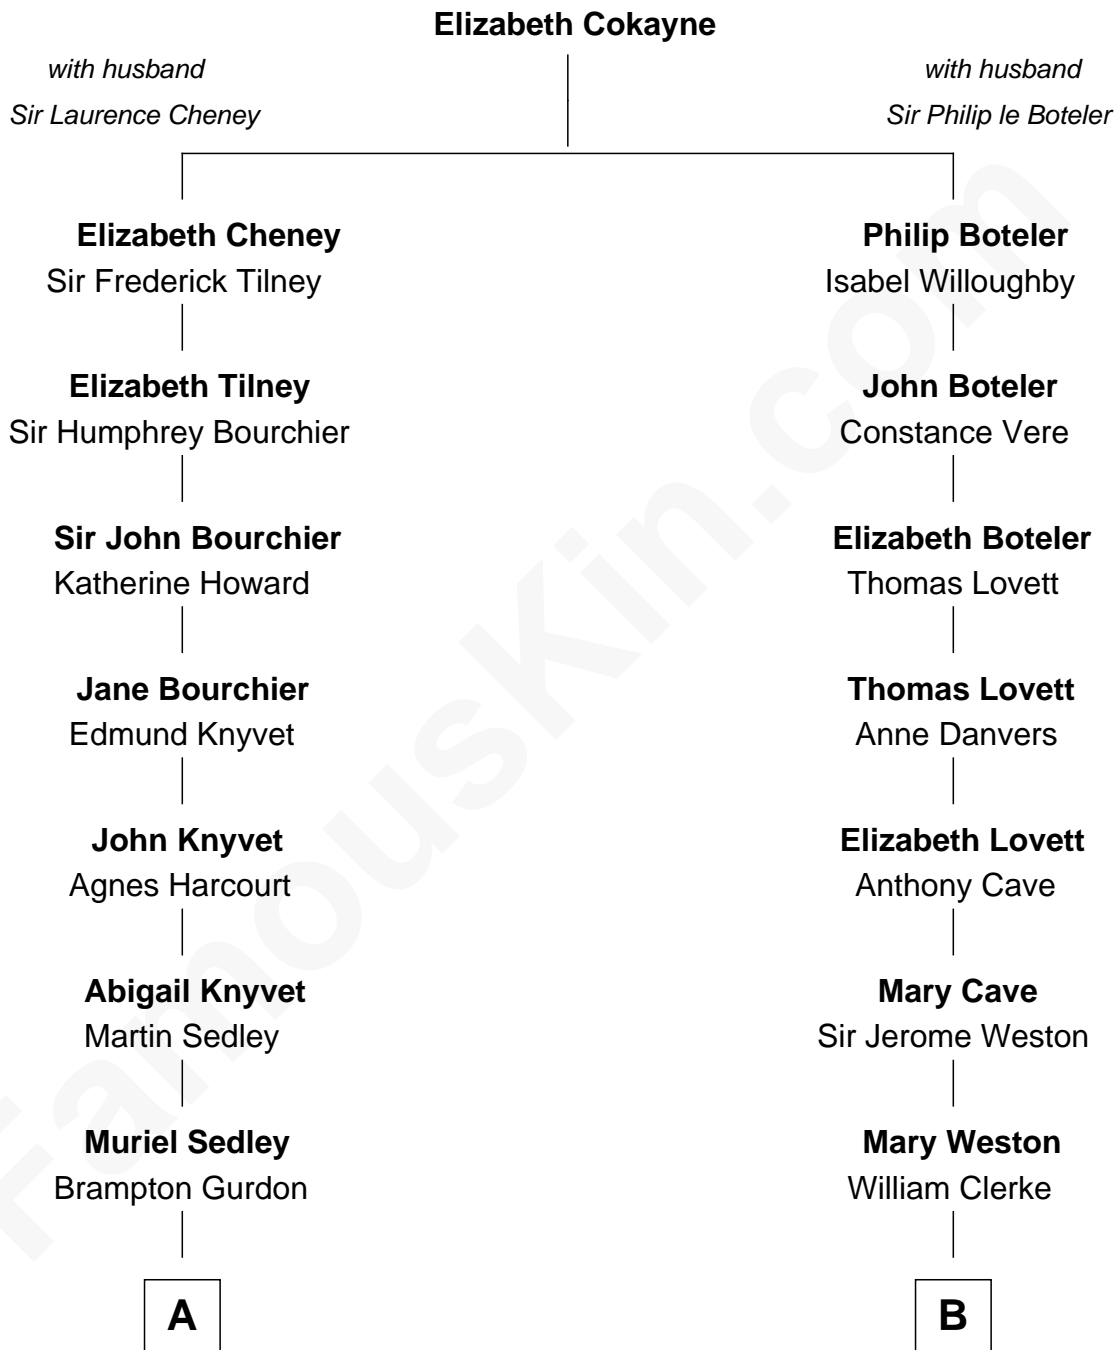 Elizabeth Cokayne
with husband
Sir Laurence Cheney
with husband
Sir Philip le Boteler
Elizabeth Cheney
Sir Frederick Tilney
Philip Boteler
Isabel Willoughby
Elizabeth Tilney
Sir Humphrey Bourchier
John Boteler
Constance Vere
Sir John Bourchier
Katherine Howard
Elizabeth Boteler
Thomas Lovett
Jane Bourchier
Edmund Knyvet
Thomas Lovett
Anne Danvers
John Knyvet
Agnes Harcourt
Elizabeth Lovett
Anthony Cave
Abigail Knyvet
Martin Sedley
Mary Cave
Sir Jerome Weston
Muriel Sedley
Brampton Gurdon
Mary Weston
William Clerke
A
B
FamousKin.com